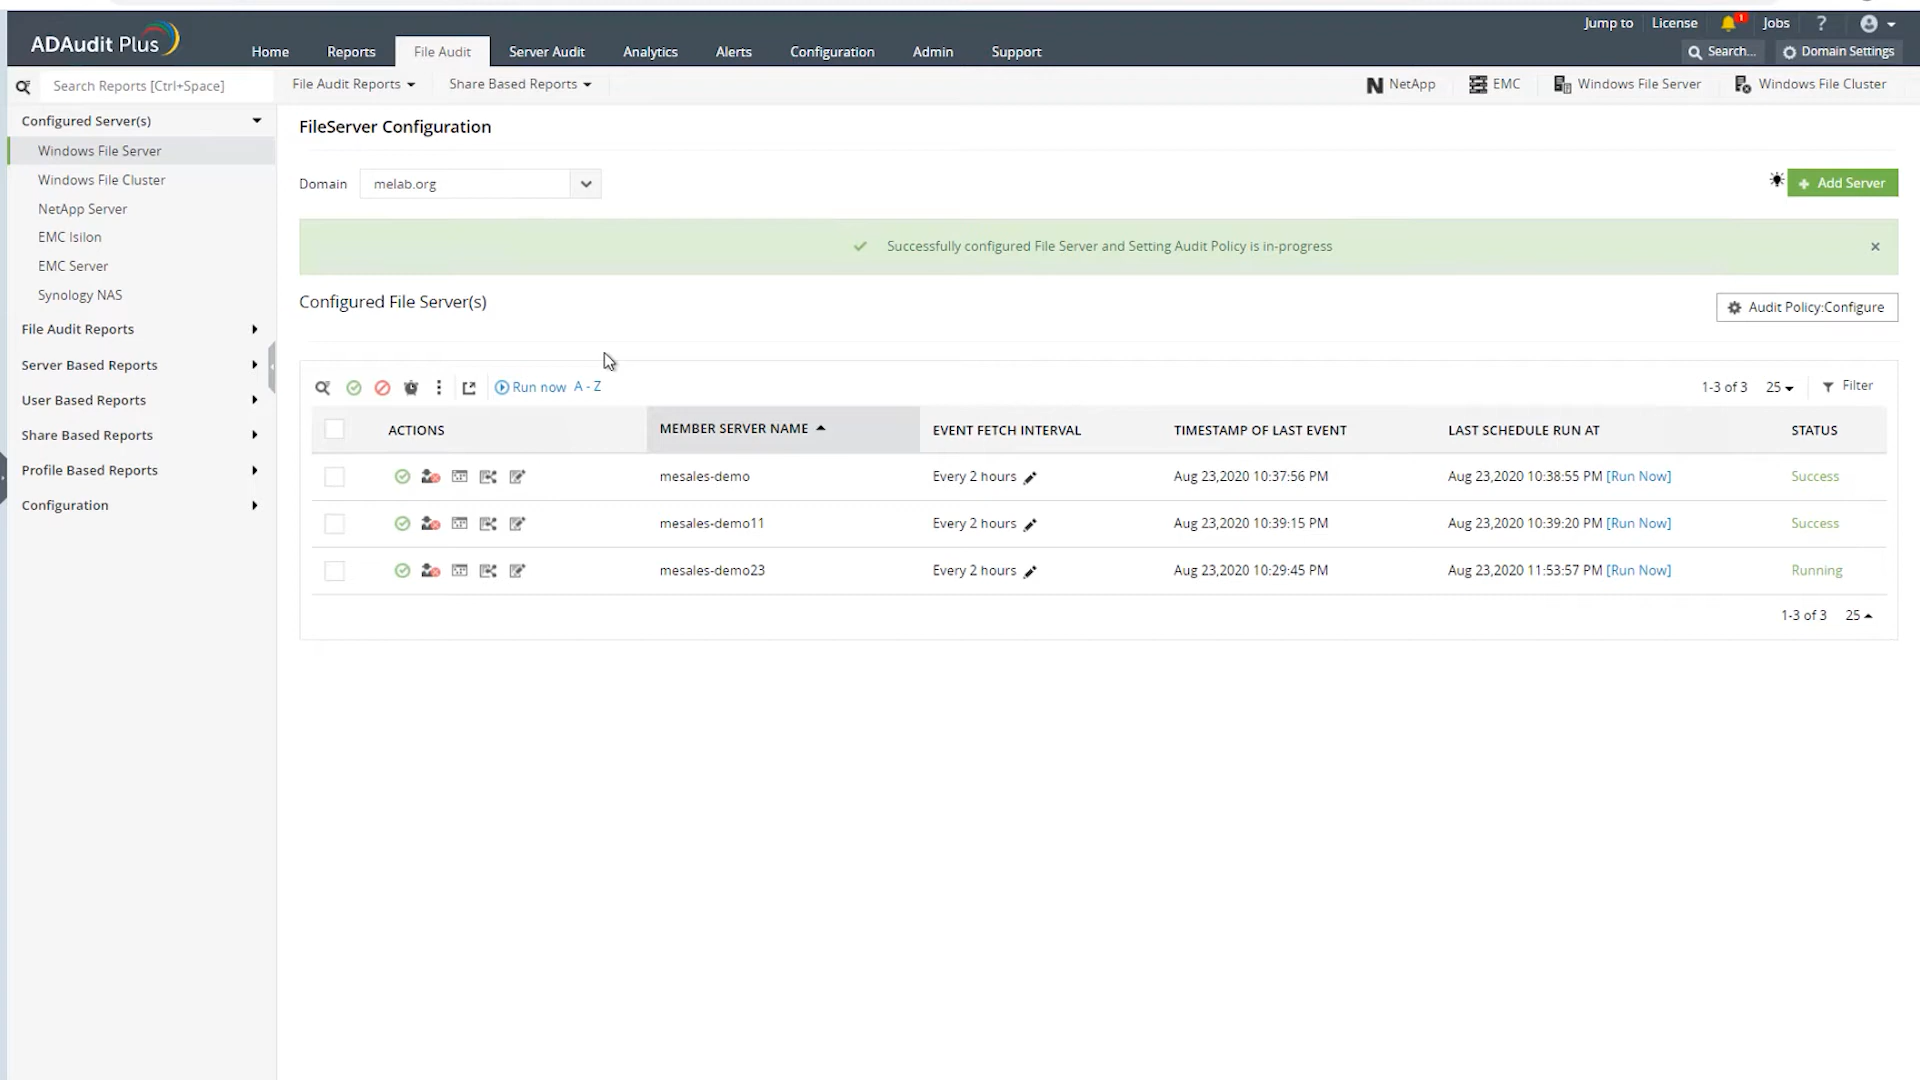 Jump to License 1 Jobs ?
ADAudit Plus Home Reports File Audit Server Audit Analytics Alerts Configuration Admin Support Search... Domain Settings
Search Reports [Ctrl+Space] File Audit Reports Share Based Reports NetApp EMC Windows File Server Windows File Cluster
Configured Server(s)
Windows File Server
Windows File Cluster
NetApp Server
EMC Isilon
EMC Server
Synology NAS
File Audit Reports
Server Based Reports
User Based Reports
Share Based Reports
Profile Based Reports
Configuration
FileServer Configuration
Domain melab.org + Add Server
Successfully configured File Server and Setting Audit Policy is in-progress
Configured File Server(s)
Audit Policy:Configure
Run now A - Z 1-3 of 3 25 Filter
ACTIONS MEMBER SERVER NAME EVENT FETCH INTERVAL TIMESTAMP OF LAST EVENT LAST SCHEDULE RUN AT STATUS
mesales-demo Every 2 hours Aug 23,2020 10:37:56 PM Aug 23,2020 10:38:55 PM [Run Now] Success
mesales-demo11 Every 2 hours Aug 23,2020 10:39:15 PM Aug 23,2020 10:39:20 PM [Run Now] Success
mesales-demo23 Every 2 hours Aug 23,2020 10:29:45 PM Aug 23,2020 11:53:57 PM [Run Now] Running
1-3 of 3 25